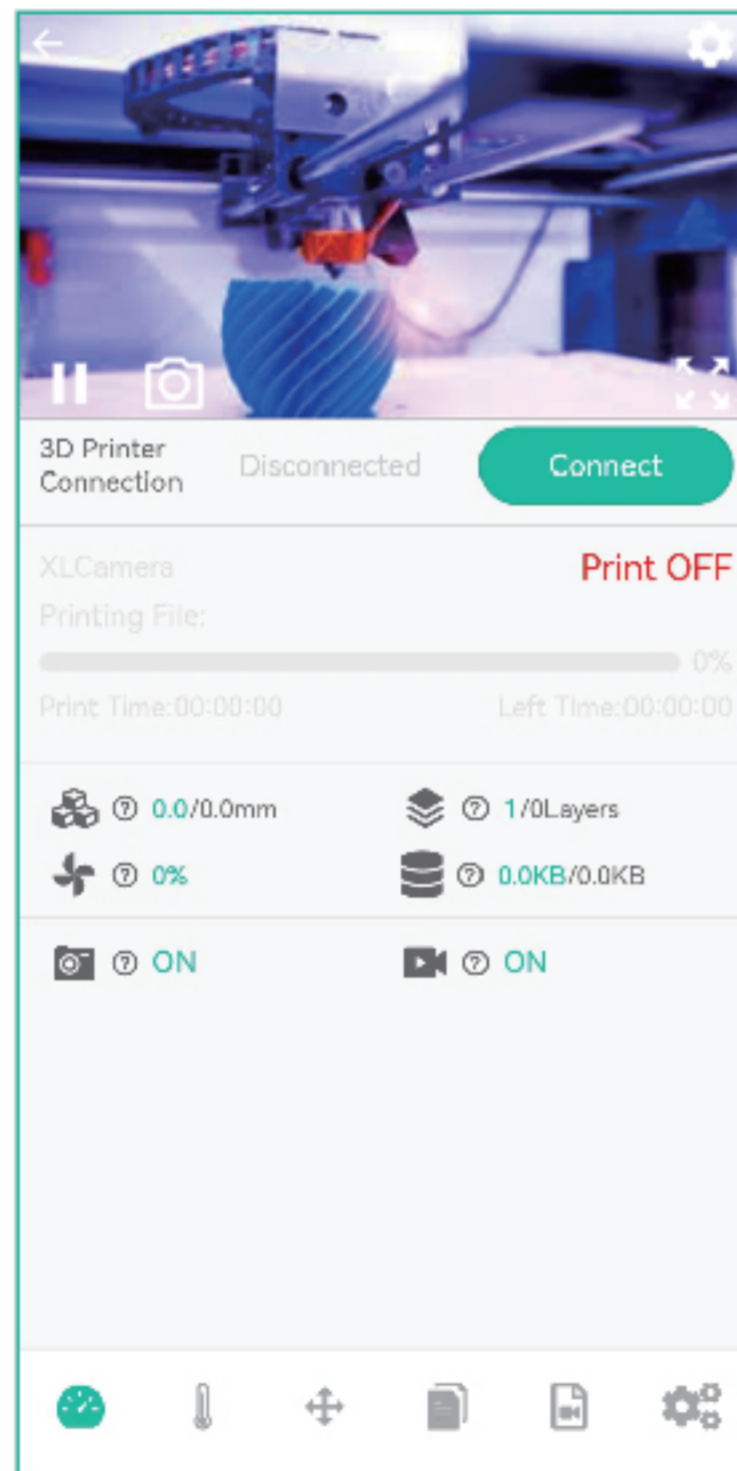 3D Printer
Connection
Disconnected
Connect
XLCamera
Print OFF
Printing File:
0%
Print Time:00:00:00
Left Time:00:00:00
? 0.0/0.0mm
? 1/0Layers
? 0%
? 0.0KB/0.0KB
? ON
? ON